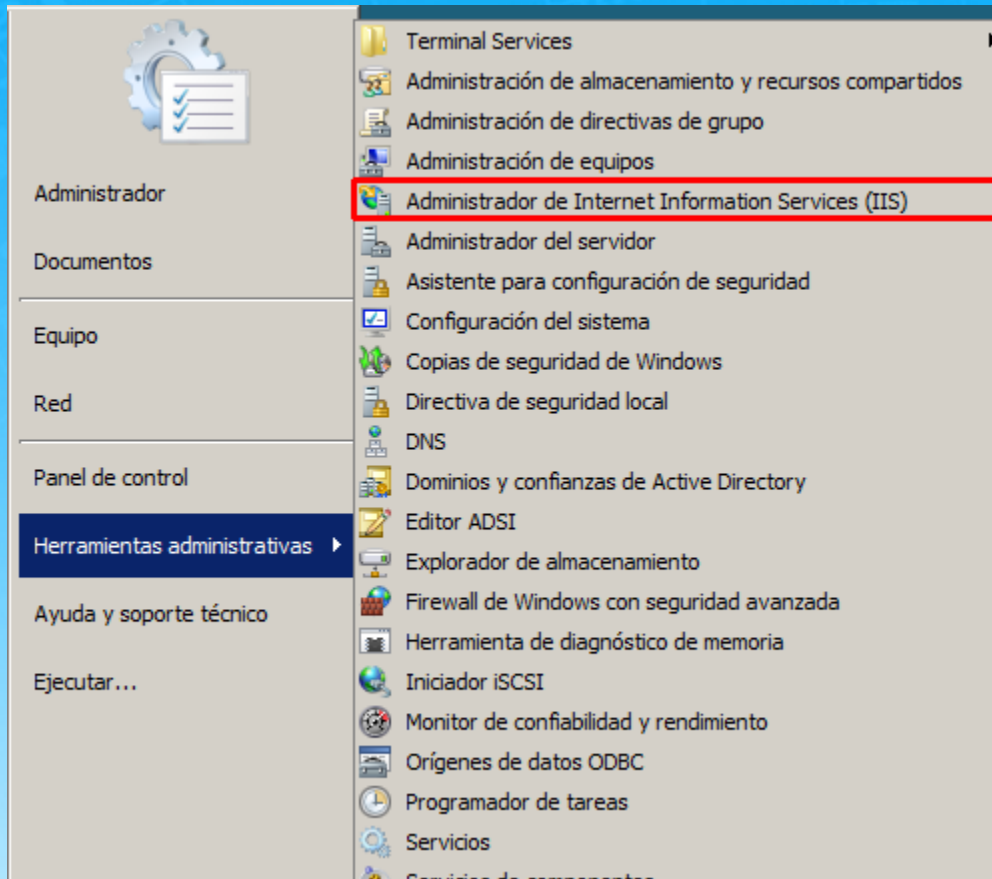 Administrador
Documentos
Equipo
Red
Panel de control
Herramientas administrativas
Ayuda y soporte técnico
Ejecutar...
Terminal Services
Administración de almacenamiento y recursos compartidos
Administración de directivas de grupo
Administración de equipos
Administrador de Internet Information Services (IIS)
Administrador del servidor
Asistente para configuración de seguridad
Configuración del sistema
Copias de seguridad de Windows
Directiva de seguridad local
DNS
Dominios y confianzas de Active Directory
Editor ADSI
Explorador de almacenamiento
Firewall de Windows con seguridad avanzada
Herramienta de diagnóstico de memoria
Iniciador iSCSI
Monitor de confiabilidad y rendimiento
Orígenes de datos ODBC
Programador de tareas
Servicios